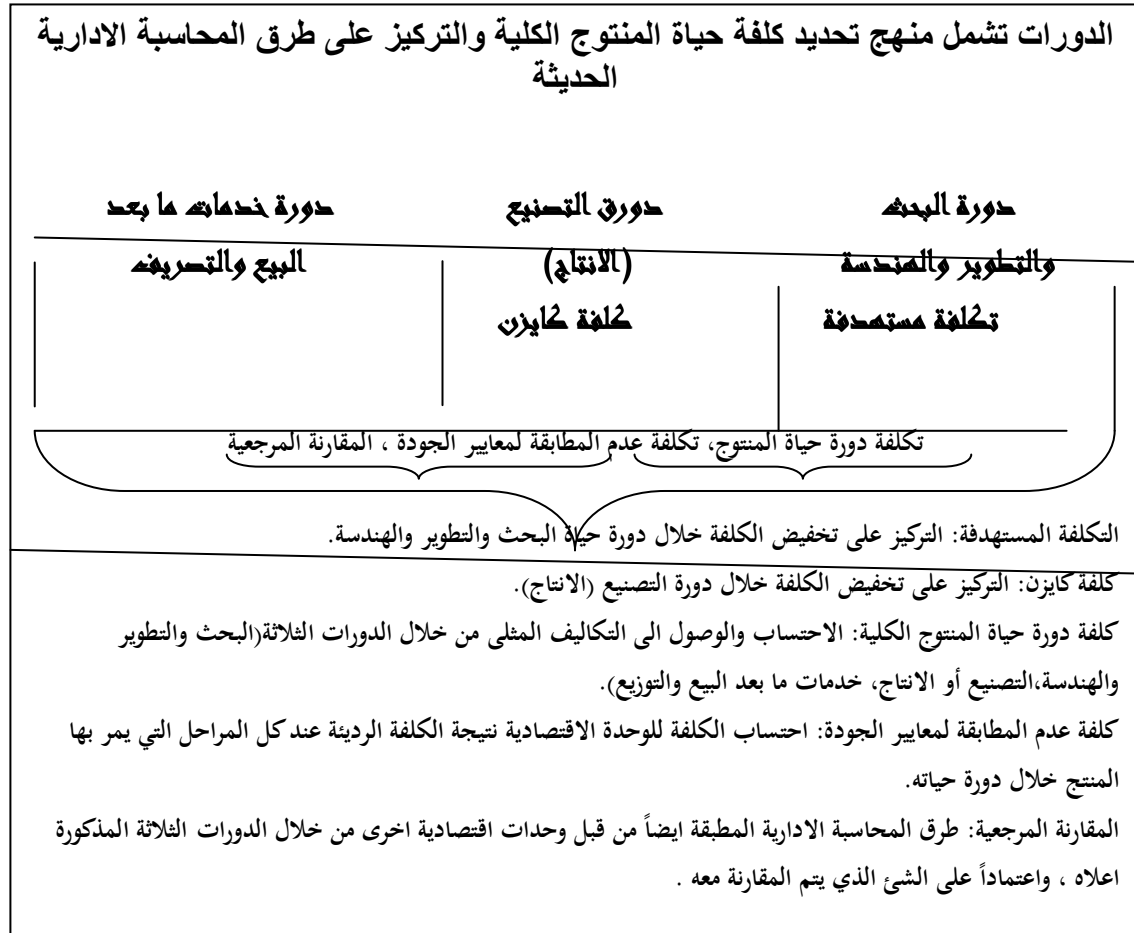 الدورات تشمل منهج تحديد كلفة حياة المنتوج الكلية والتركيز على طرق المحاسبة الادارية
الحديثة
دورة البحث
والتطوير والهندسة
تكلفة مستهدفة
دورق التصنيع
(الانتاج)
كلفة كايزن
دورة خدمات ما بعد
البيع والتصريف
تكلفة دورة حياة المنتوج، تكلفة عدم المطابقة لمعايير الجودة ، المقارنة المرجعية
التكلفة المستهدفة: التركيز على تخفيض الكلفة خلال دورة حياة البحث والتطوير والهندسة.
كلفة كايزن: التركيز على تخفيض الكلفة خلال دورة التصنيع (الانتاج).
كلفة دورة حياة المنتوج الكلية: الاحتساب والوصول الى التكاليف المثلى من خلال الدورات الثلاثة(البحث والتطوير
والهندسة،التصنيع أو الانتاج، خدمات ما بعد البيع والتوزيع).
كلفة عدم المطابقة لمعايير الجودة: احتساب الكلفة للوحدة الاقتصادية نتيجة الكلفة الرديئة عند كل المراحل التي يمر بها
المنتج خلال دورة حياته.
المقارنة المرجعية: طرق المحاسبة الادارية المطبقة ايضاً من قبل وحدات اقتصادية اخرى من خلال الدورات الثلاثة المذكورة
اعلاه ، واعتماداً على الشئ الذي يتم المقارنة معه .